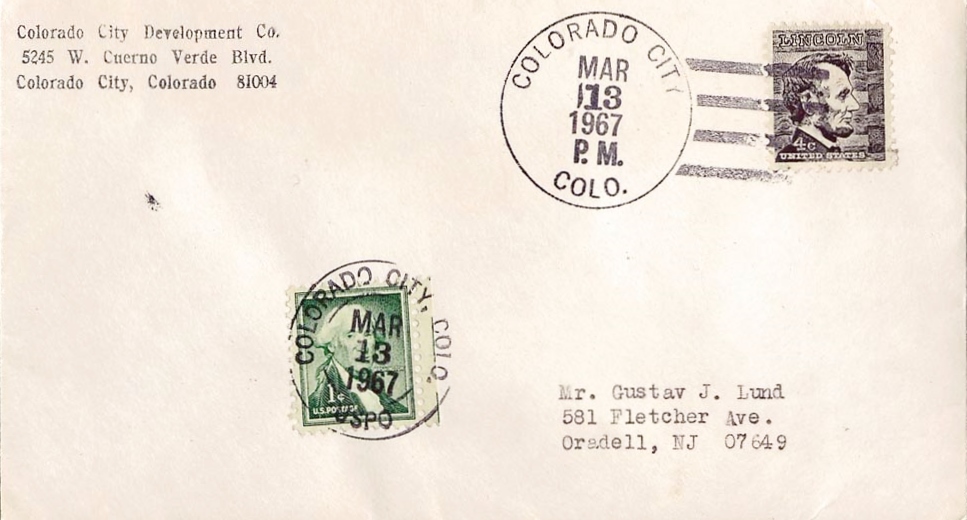 Colorado City Development Co.
5245 W. Cuerno Verde Blvd.
Colorado City, Colorado 81004
COLORADO CITY
MAR
13
1967
P.M.
COLO.
LINCOLN
4c
UNITED STATES
COLORADO CITY, COLO.
MAR
13
1967
USPO
1¢
U.S. POSTAGE
Mr. Gustav J. Lund
581 Fletcher Ave.
Oradell, NJ 07649